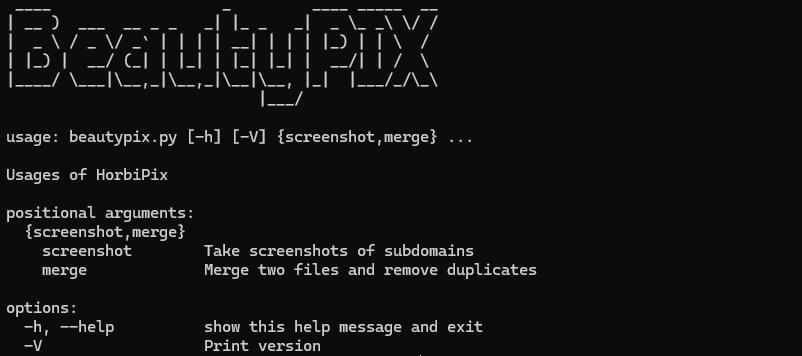 BeautyPIX
usage: beautypix.py [-h] [-V] {screenshot,merge} ...
Usages of HorbiPix
positional arguments:
{screenshot,merge}
screenshot Take screenshots of subdomains
merge Merge two files and remove duplicates
options:
-h, --help show this help message and exit
-V Print version